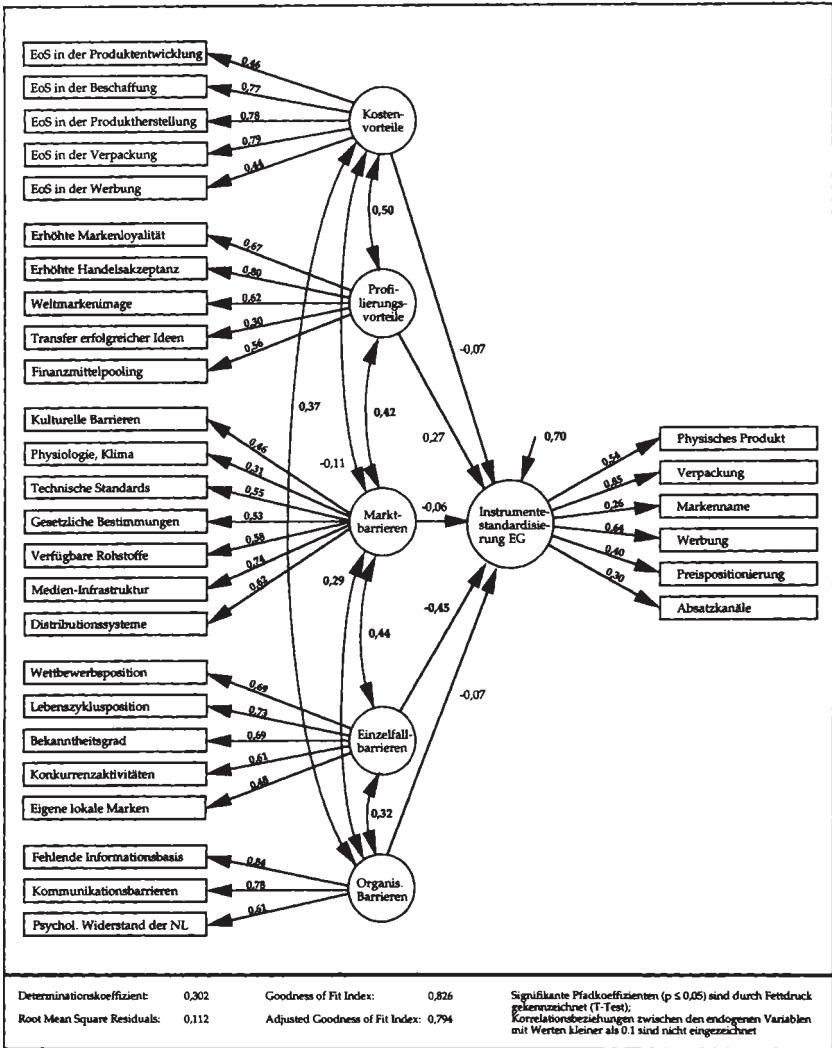 EoS in der Produktentwicklung
EoS in der Beschaffung
EoS in der Produktherstellung
EoS in der Verpackung
EoS in der Werbung
0,46
0,77
0,78
0,79
0,44
Kosten-
vorteile
0,50
Erhöhte Markenloyalität
Erhöhte Handelsakzeptanz
Weltmarkenimage
Transfer erfolgreicher Ideen
Finanzmittelpooling
0,67
0,80
0,62
0,30
0,56
Profi-
lierungs-
vorteile
-0,07
0,37
0,42
0,27
0,70
-0,11
Kulturelle Barrieren
Physiologie, Klima
Technische Standards
Gesetzliche Bestimmungen
Verfügbare Rohstoffe
Medien-Infrastruktur
Distributionssysteme
0,46
0,31
0,55
0,53
0,58
0,74
0,62
Markt-
barrieren
-0,06
Instrumente-
standardisie-
rung EG
0,54
0,85
0,26
0,64
0,40
0,30
Physisches Produkt
Verpackung
Markenname
Werbung
Preispositionierung
Absatzkanäle
0,29
0,44
-0,45
-0,07
Wettbewerbsposition
Lebenszyklusposition
Bekanntheitsgrad
Konkurrenzaktivitäten
Eigene lokale Marken
0,69
0,73
0,69
0,61
0,48
Einzelfall-
barrieren
0,32
Fehlende Informationsbasis
Kommunikationsbarrieren
Psychol. Widerstand der NL
0,84
0,78
0,61
Organis.
Barrieren
Determinationskoeffizient: 0,302 Goodness of Fit Index: 0,826
Root Mean Square Residuals: 0,112 Adjusted Goodness of Fit Index: 0,794
Signifikante Pfadkoeffizienten (p ≤ 0,05) sind durch Fettdruck
gekennzeichnet (T-Test);
Korrelationsbeziehungen zwischen den endogenen Variablen
mit Werten kleiner als 0.1 sind nicht eingezeichnet